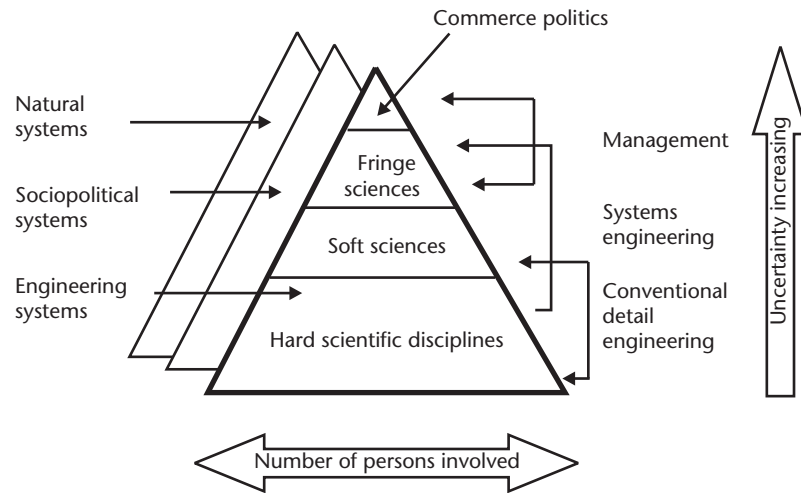 Commerce politics
Natural
systems
Sociopolitical
systems
Engineering
systems
Fringe
sciences
Soft sciences
Hard scientific disciplines
Management
Systems
engineering
Conventional
detail
engineering
Uncertainty increasing
Number of persons involved